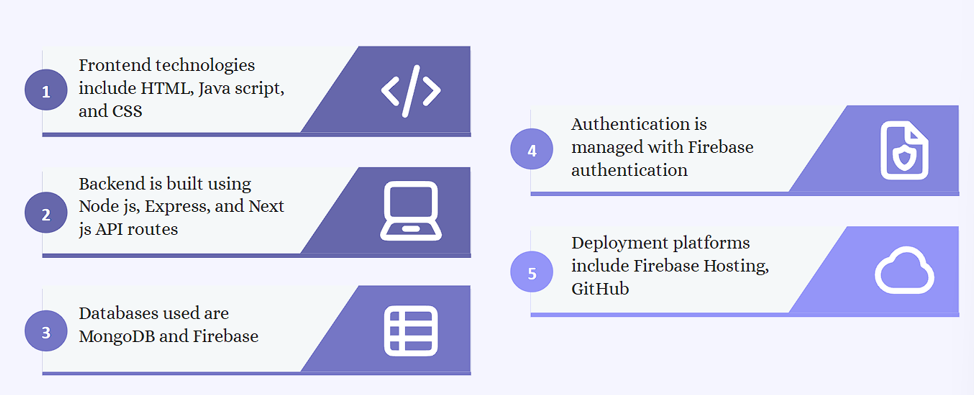 1
Frontend technologies
include HTML, Java script,
and CSS
2
Backend is built using
Node js, Express, and Next
js API routes
3
Databases used are
MongoDB and Firebase
4
Authentication is
managed with Firebase
authentication
5
Deployment platforms
include Firebase Hosting,
GitHub